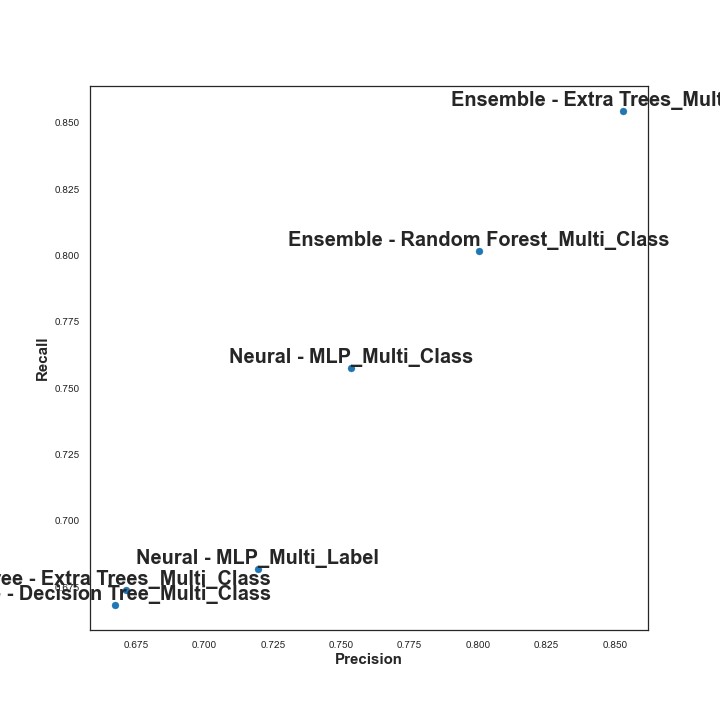 Ensemble - Extra Trees_Mult
0.850
0.825
Ensemble - Random Forest_Multi_Class
0.800
0.775
Neural - MLP_Multi_Class
0.750
Recall
0.725
0.700
Neural - MLP_Multi_Label
ree - Extra Trees_Multi_Class
- Decision Tree_Multi_Class
0.675 0.700 0.725 0.750 0.775 0.800 0.825 0.850
Precision